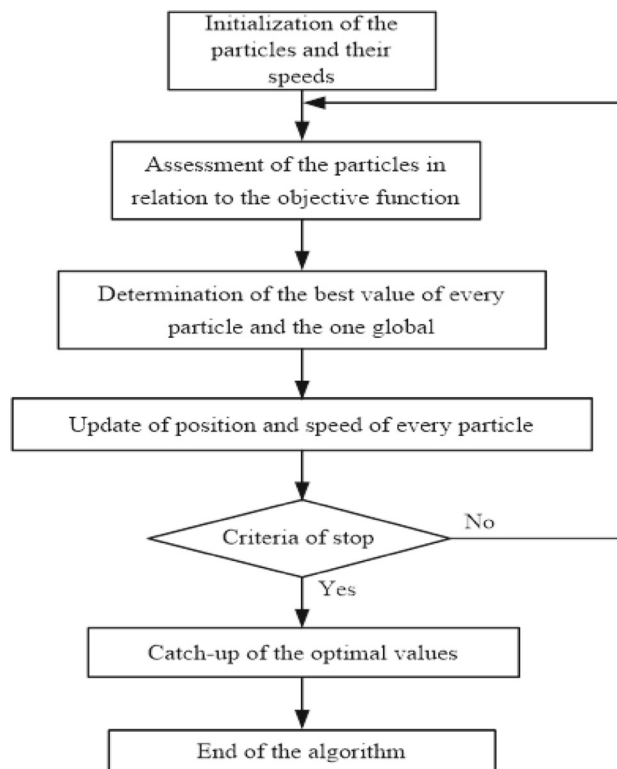 Initialization of the
particles and their
speeds
Assessment of the particles in
relation to the objective function
Determination of the best value of every
particle and the one global
Update of position and speed of every particle
Criteria of stop
No
Yes
Catch-up of the optimal values
End of the algorithm